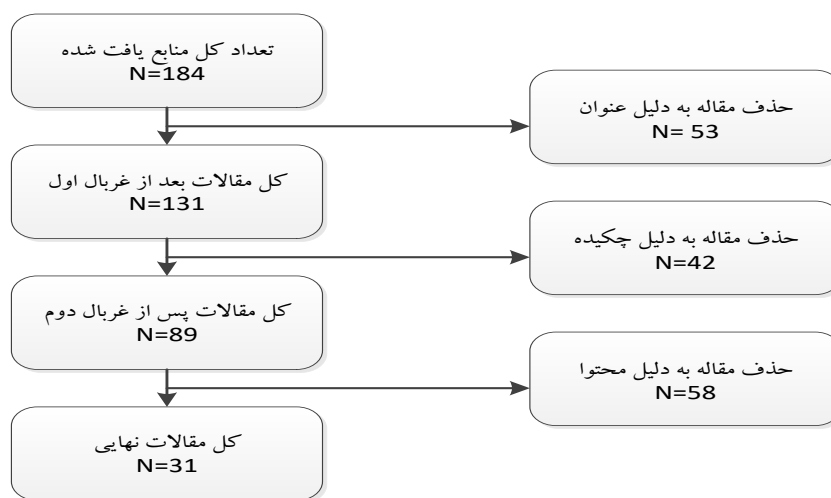 تعداد کل منابع یافت شده
N=184
حذف مقاله به دلیل عنوان
N= 53
کل مقالات بعد از غربال اول
N=131
حذف مقاله به دلیل چکیده
N=42
کل مقالات پس از غربال دوم
N=89
حذف مقاله به دلیل محتوا
N=58
کل مقالات نهایی
N=31